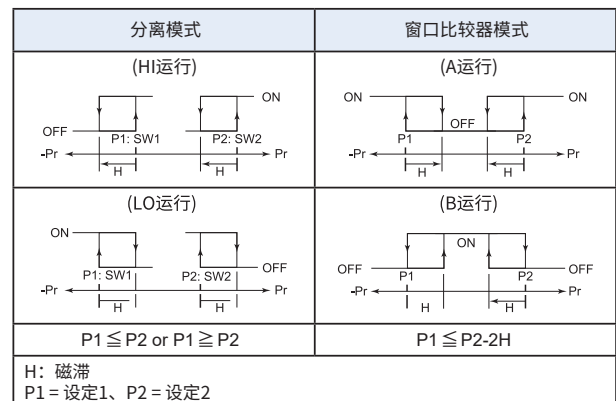 分离模式
窗口比较器模式
(HI运行)
ON
OFF
P1: SW1
P2: SW2
-Pr
Pr
H
H
(A运行)
ON
ON
OFF
P1
P2
-Pr
Pr
H
H
(LO运行)
ON
P1: SW1
P2: SW2
OFF
-Pr
Pr
H
H
(B运行)
ON
OFF
P1
P2
OFF
-Pr
Pr
H
H
P1≦P2 or P1≧P2
P1≦P2-2H
H：磁滞
P1 = 设定1、P2 = 设定2